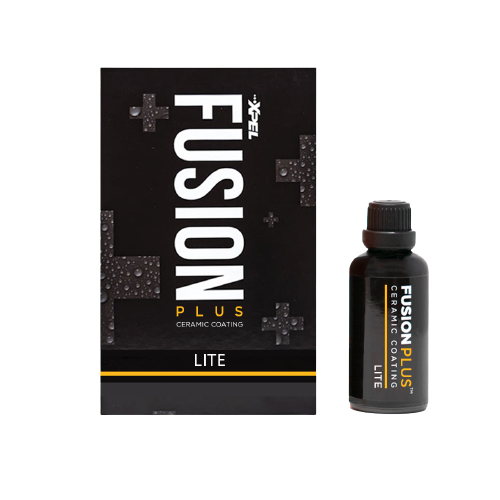 XPEL
FUSION
PLUS
CERAMIC COATING
LITE
FUSION PLUS™
CERAMIC COATING
LITE